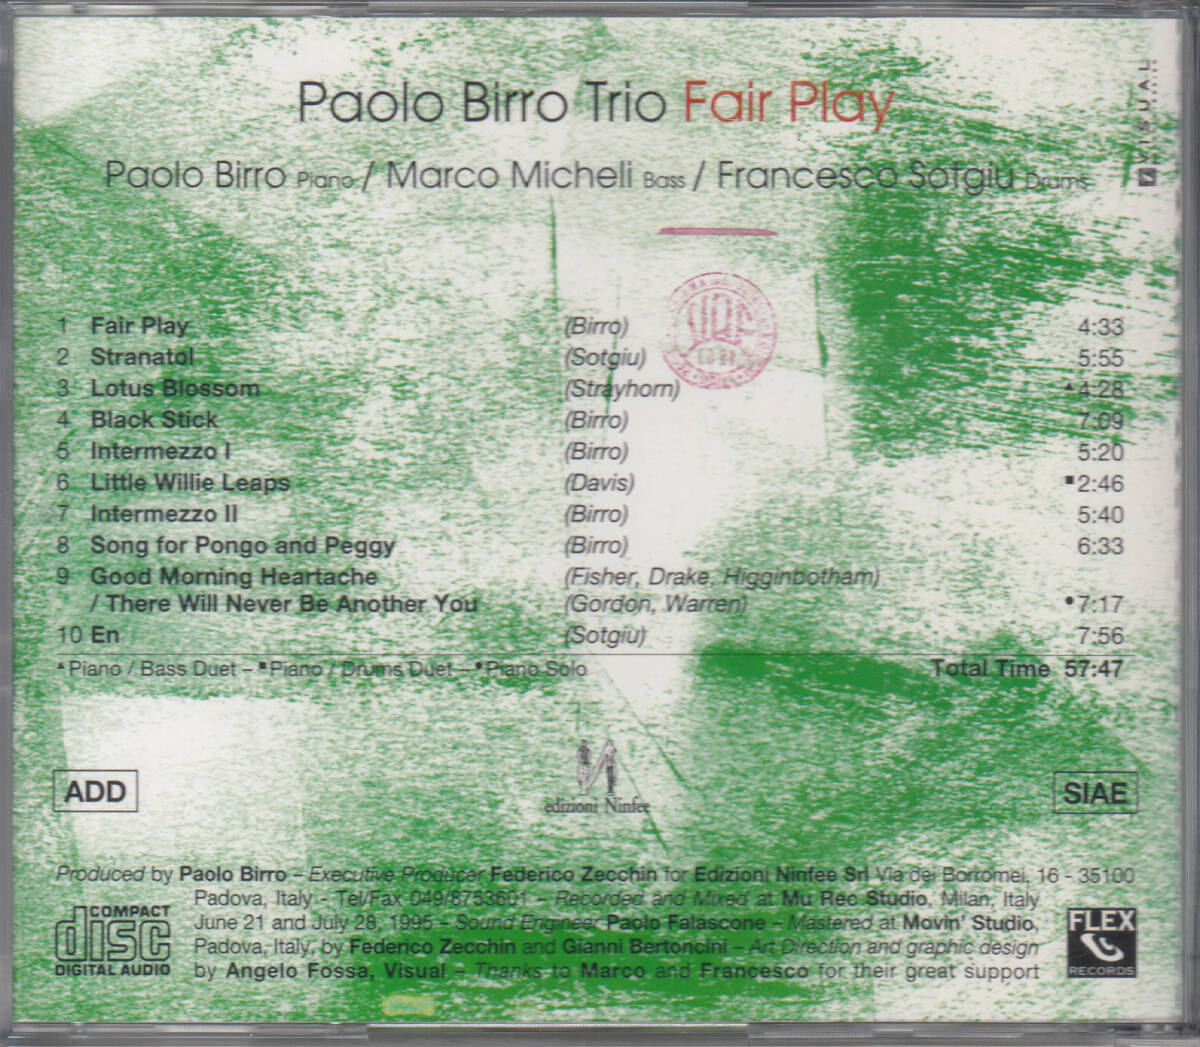 Paolo Birro Trio Fair Play
VISUAL
Paolo Birro Piano / Marco Micheli Bass / Francesco Sotgiu Drums
1 Fair Play (Birro) 4:33
2 Stranatol (Sotgiu) 5:55
3 Lotus Blossom (Strayhorn) ▲4:28
4 Black Stick (Birro) 7:09
5 Intermezzo I (Birro) 5:20
6 Little Willie Leaps (Davis) ■2:46
7 Intermezzo II (Birro) 5:40
8 Song for Pongo and Peggy (Birro) 6:33
9 Good Morning Heartache (Fisher, Drake, Higginbotham)
/ There Will Never Be Another You (Gordon, Warren) •7:17
10 En (Sotgiu) 7:56
▲Piano / Bass Duet – ■Piano / Drums Duet – •Piano Solo Total Time 57:47
ADD
edizioni Ninfee
SIAE
Produced by Paolo Birro – Executive Producer Federico Zecchin for Edizioni Ninfee Srl Via dei Borromei, 16 - 35100
Padova, Italy - Tel/Fax 049/8753601 – Recorded and Mixed at Mu Rec Studio, Milan, Italy
June 21 and July 28, 1995 – Sound Engineer Paolo Falascone – Mastered at Movin' Studio,
Padova, Italy, by Federico Zecchin and Gianni Bertoncini – Art Direction and graphic design
by Angelo Fossa, Visual – Thanks to Marco and Francesco for their great support
COMPACT
disc
DIGITAL AUDIO
FLEX
RECORDS